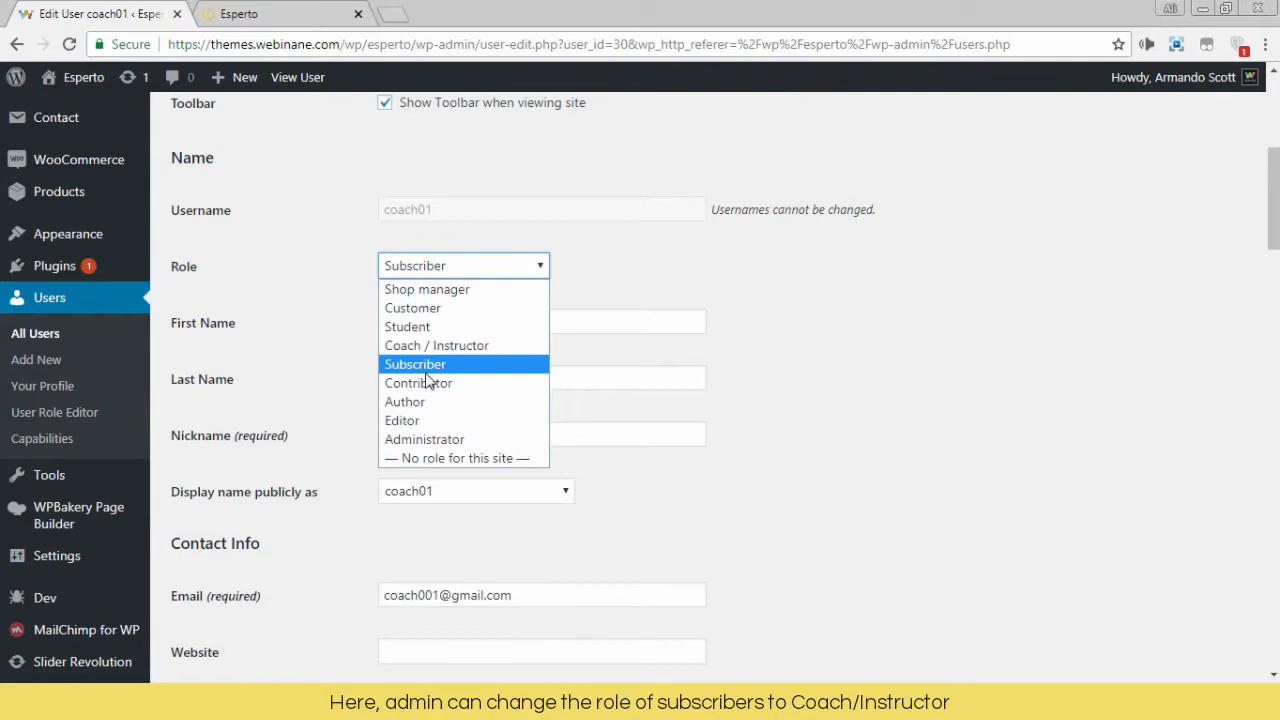 Edit User coach01 ‹ Espe
Esperto
Ali
Secure
https://themes.webinane.com/wp/esperto/wp-admin/user-edit.php?user_id=30&wp_http_referer=%2Fwp%2Fesperto%2Fwp-admin%2Fusers.php
1
Esperto
1
0
New
View User
Howdy, Armando Scott
Contact
WooCommerce
Products
Appearance
Plugins 1
Users
All Users
Add New
Your Profile
User Role Editor
Capabilities
Tools
WPBakery Page
Builder
Settings
Dev
MailChimp for WP
Slider Revolution
Toolbar
Show Toolbar when viewing site
Name
Username
coach01
Usernames cannot be changed.
Role
Subscriber
Shop manager
Customer
Student
Coach / Instructor
Subscriber
Contributor
Author
Editor
Administrator
— No role for this site —
First Name
Last Name
Nickname (required)
Display name publicly as
coach01
Contact Info
Email (required)
coach001@gmail.com
Website
Here, admin can change the role of subscribers to Coach/Instructor